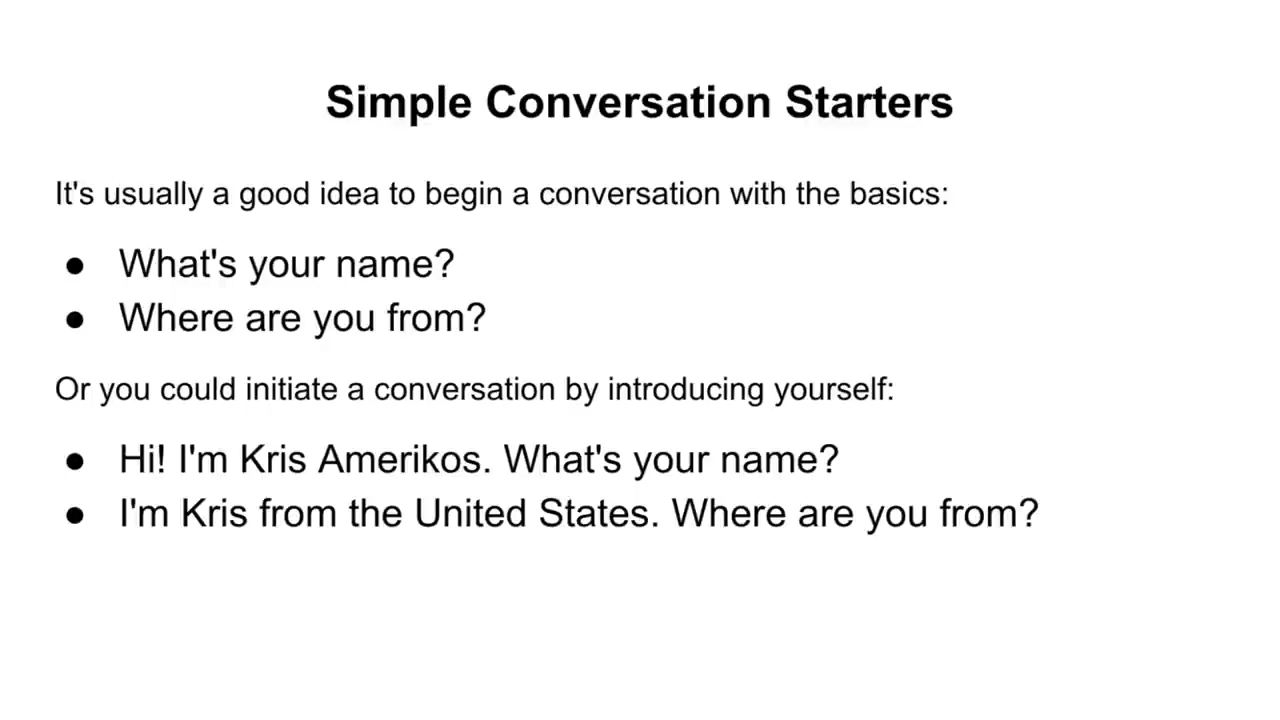 Simple Conversation Starters
It's usually a good idea to begin a conversation with the basics:
● What's your name?
● Where are you from?
Or you could initiate a conversation by introducing yourself:
● Hi! I'm Kris Amerikos. What's your name?
● I'm Kris from the United States. Where are you from?